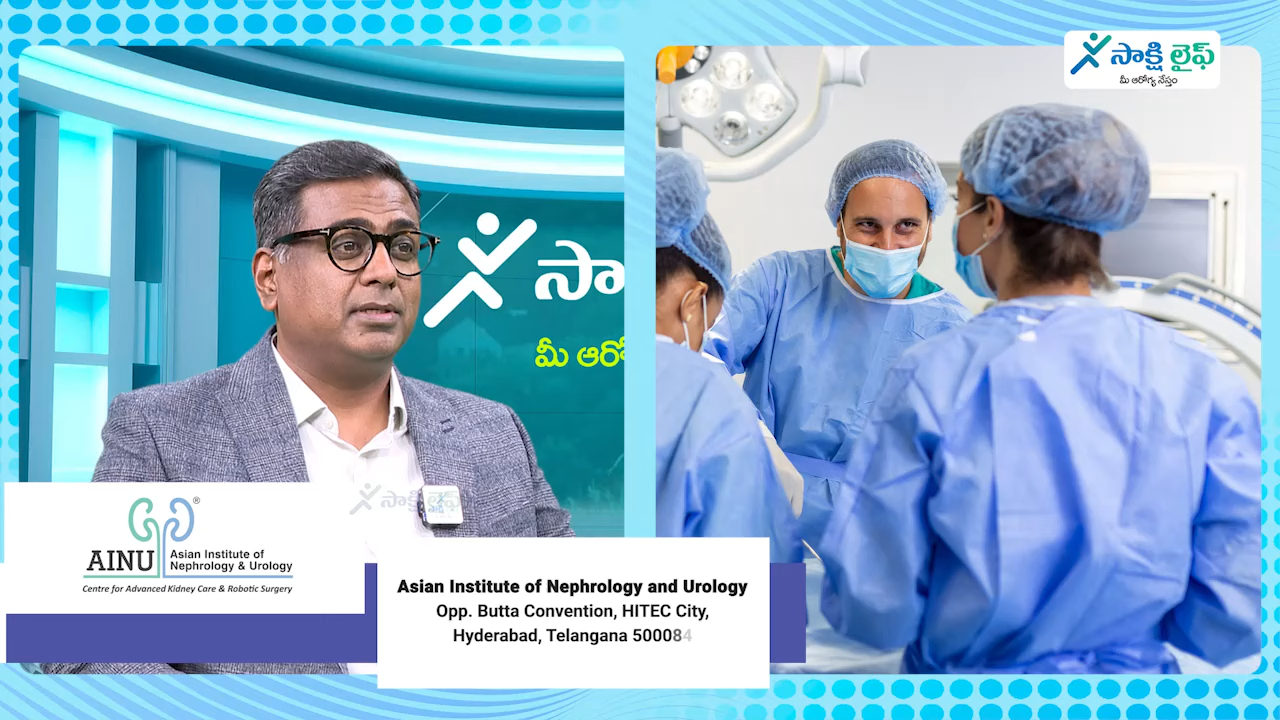 సాక్షి లైఫ్
మీ ఆరోగ్య నేస్తం
సా
మీ ఆరో
సాక్షి లైఫ్
AINU
®
Asian Institute of
Nephrology & Urology
Centre for Advanced Kidney Care & Robotic Surgery
Asian Institute of Nephrology and Urology
Opp. Butta Convention, HITEC City,
Hyderabad, Telangana 500084